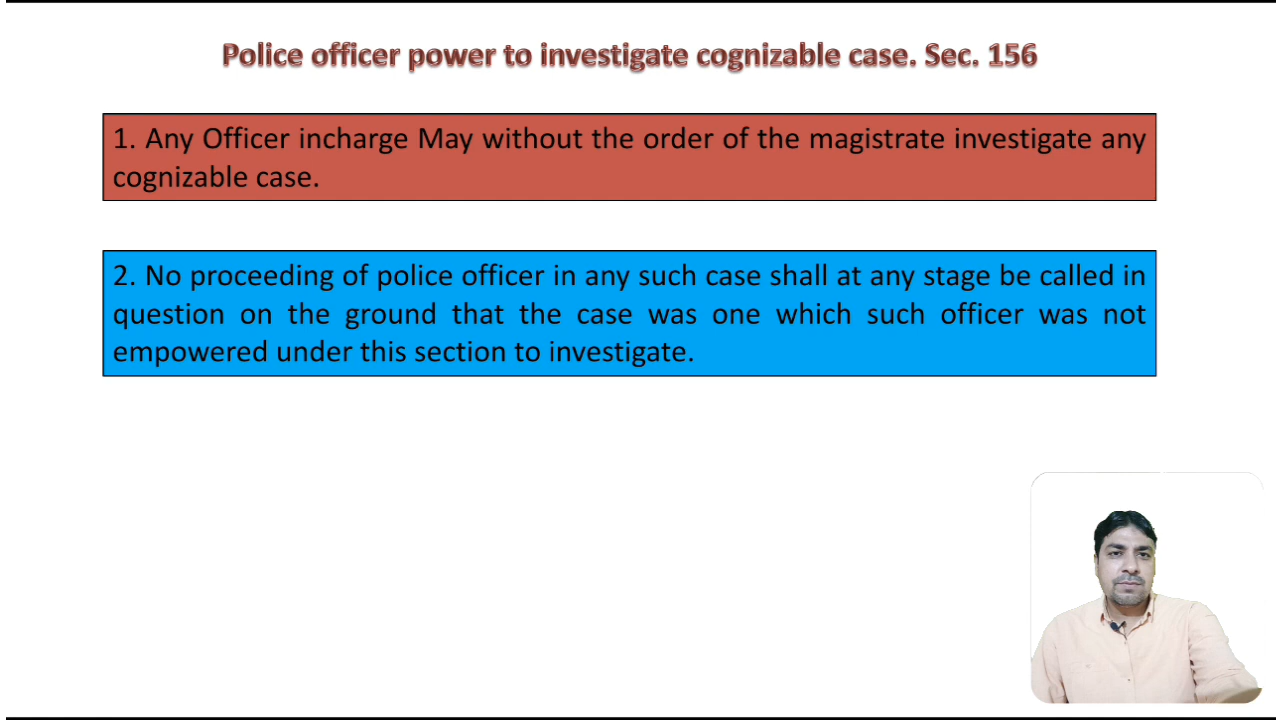 Police officer power to investigate cognizable case. Sec. 156
1. Any Officer incharge May without the order of the magistrate investigate any
cognizable case.
2. No proceeding of police officer in any such case shall at any stage be called in
question on the ground that the case was one which such officer was not
empowered under this section to investigate.